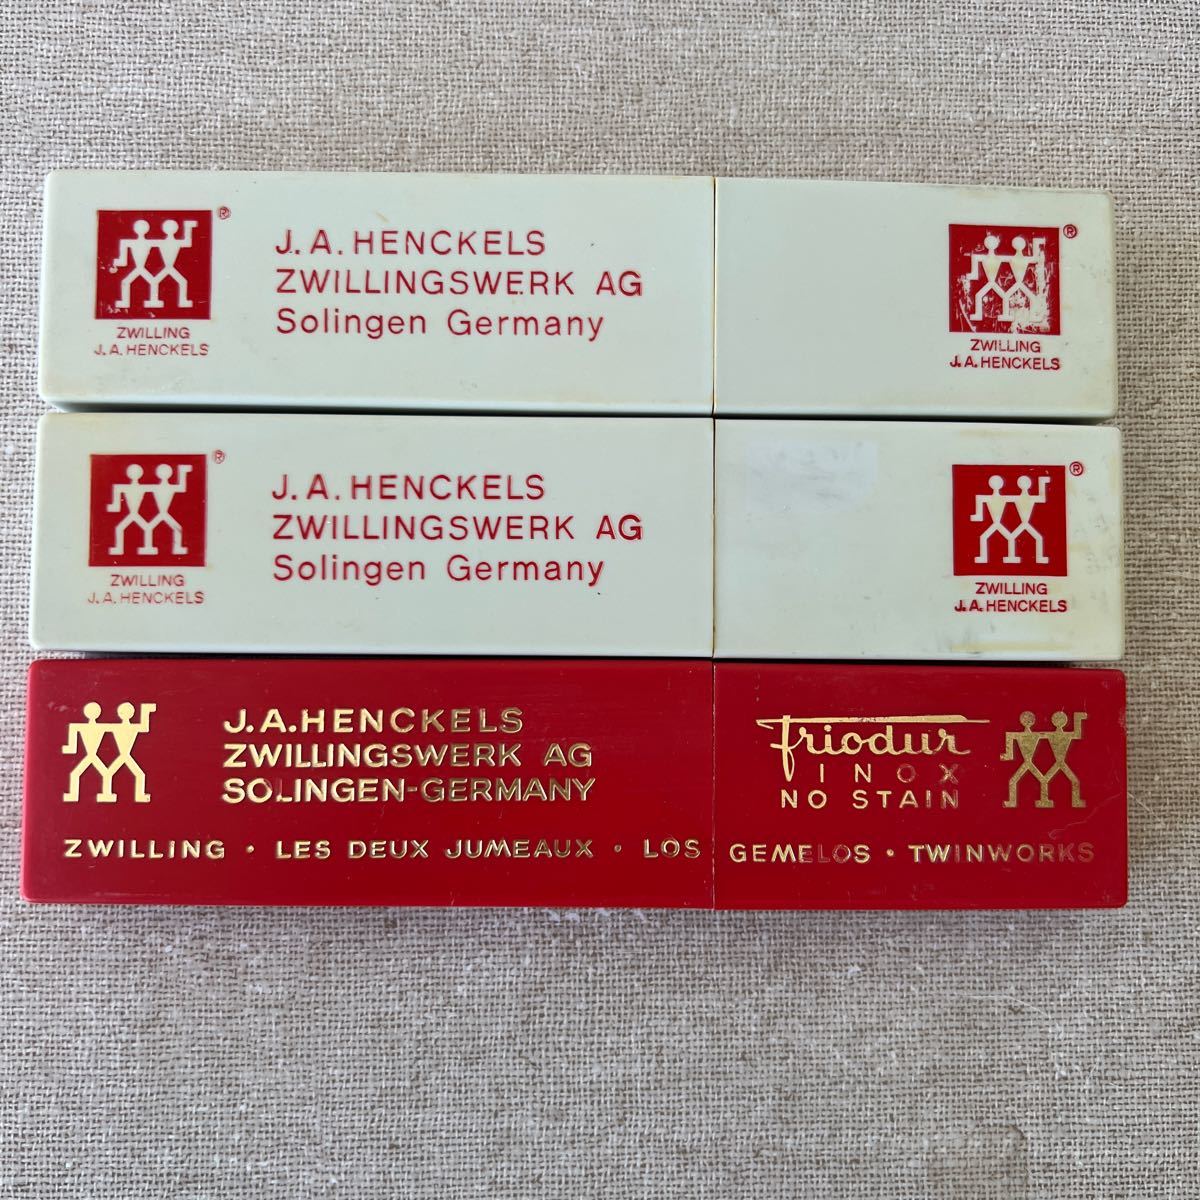 ®
ZWILLING
J.A. HENCKELS
J. A. HENCKELS
ZWILLINGSWERK AG
Solingen Germany
®
ZWILLING
J.A. HENCKELS
®
ZWILLING
J.A. HENCKELS
J. A. HENCKELS
ZWILLINGSWERK AG
Solingen Germany
®
ZWILLING
J.A. HENCKELS
J.A.HENCKELS
ZWILLINGSWERK AG
SOLINGEN-GERMANY
friodur
INOX
NO STAIN
ZWILLING • LES DEUX JUMEAUX • LOS GEMELOS • TWINWORKS